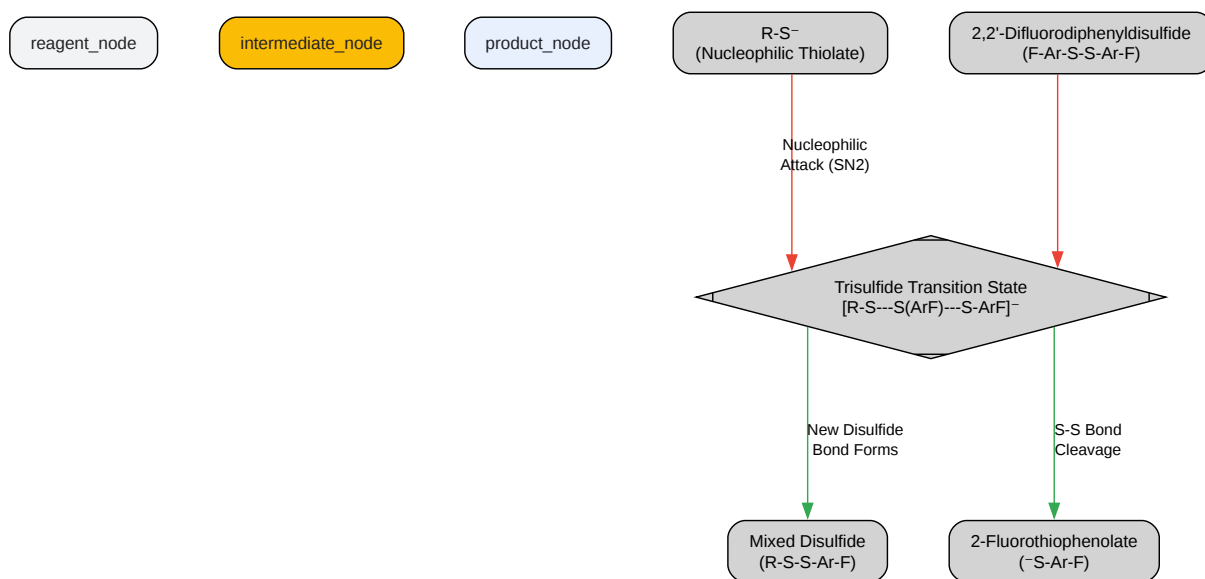 reagent_node
intermediate_node
product_node
R-S⁻
(Nucleophilic Thiolate)
2,2'-Difluorodiphenyldisulfide
(F-Ar-S-S-Ar-F)
Nucleophilic
Attack (SN2)
Trisulfide Transition State
[R-S---S(ArF)---S-ArF]⁻
New Disulfide
Bond Forms
S-S Bond
Cleavage
Mixed Disulfide
(R-S-S-Ar-F)
2-Fluorothiophenolate
(⁻S-Ar-F)